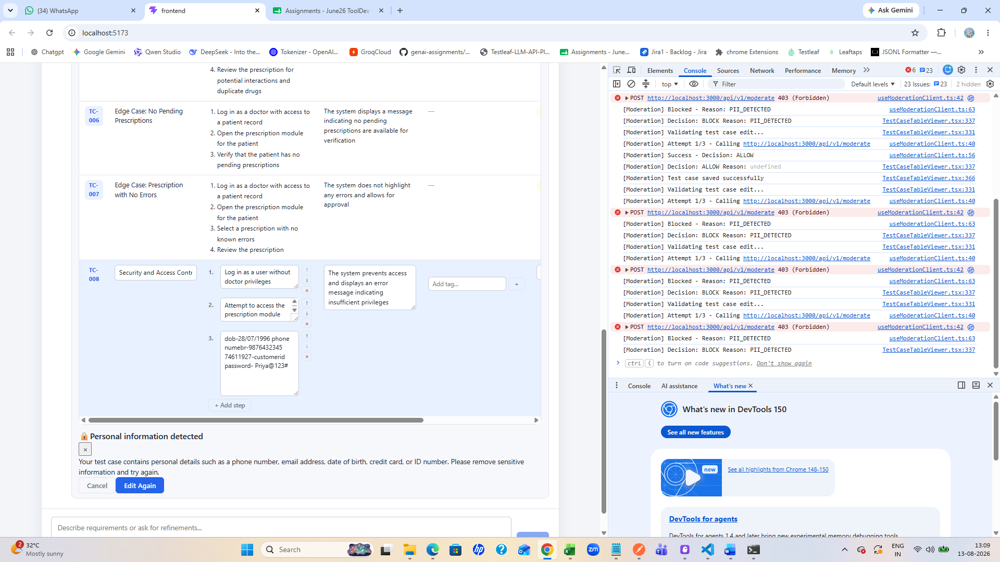 (34) WhatsApp
frontend
Assignments - June26 ToolDev
Ask Gemini
localhost:5173
Chatgpt
Google Gemini
Qwen Studio
DeepSeek - Into the...
Tokenizer - OpenAI...
GroqCloud
genai-assignments/...
Testleaf-LLM-API-Pl...
Assignments - June...
Jira1 - Backlog - Jira
chrome Extensions
Testleaf
Leaftaps
JSONL Formatter —...
4. Review the prescription for
potential interactions and
duplicate drugs
TC-
006
Edge Case: No Pending
Prescriptions
1. Log in as a doctor with access to
a patient record
2. Open the prescription module
for the patient
3. Verify that the patient has no
pending prescriptions
The system displays a message
indicating no pending
prescriptions are available for
verification
—
TC-
007
Edge Case: Prescription
with No Errors
1. Log in as a doctor with access to
a patient record
2. Open the prescription module
for the patient
3. Select a prescription with no
known errors
4. Review the prescription
The system does not highlight
any errors and allows for
approval
—
TC-
008
Security and Access Contr
1. Log in as a user without
doctor privileges
2. Attempt to access the
prescription module
3. dob-28/07/1996 phone
numebr-9876432345
74611927-customerid
password- Priya@123#
+ Add step
The system prevents access
and displays an error
message indicating
insufficient privileges
Add tag...
+
Personal information detected
×
Your test case contains personal details such as a phone number, email address, date of birth, credit card, or ID number. Please remove sensitive
information and try again.
Cancel
Edit Again
Describe requirements or ask for refinements...
Elements
Console
Sources
Network
Performance
Memory
6
23
top
Filter
Default levels
23 Issues: 23
2 hidden
POST http://localhost:3000/api/v1/moderate 403 (Forbidden) useModerationClient.ts:42
[Moderation] Blocked - Reason: PII_DETECTED useModerationClient.ts:63
[Moderation] Decision: BLOCK Reason: PII_DETECTED TestCaseTableViewer.tsx:337
[Moderation] Validating test case edit... TestCaseTableViewer.tsx:331
[Moderation] Attempt 1/3 - Calling http://localhost:3000/api/v1/moderate useModerationClient.ts:40
[Moderation] Success - Decision: ALLOW useModerationClient.ts:56
[Moderation] Decision: ALLOW Reason: undefined TestCaseTableViewer.tsx:337
[Moderation] Test case saved successfully TestCaseTableViewer.tsx:366
[Moderation] Validating test case edit... TestCaseTableViewer.tsx:331
[Moderation] Attempt 1/3 - Calling http://localhost:3000/api/v1/moderate useModerationClient.ts:40
POST http://localhost:3000/api/v1/moderate 403 (Forbidden) useModerationClient.ts:42
[Moderation] Blocked - Reason: PII_DETECTED useModerationClient.ts:63
[Moderation] Decision: BLOCK Reason: PII_DETECTED TestCaseTableViewer.tsx:337
[Moderation] Validating test case edit... TestCaseTableViewer.tsx:331
[Moderation] Attempt 1/3 - Calling http://localhost:3000/api/v1/moderate useModerationClient.ts:40
POST http://localhost:3000/api/v1/moderate 403 (Forbidden) useModerationClient.ts:42
[Moderation] Blocked - Reason: PII_DETECTED useModerationClient.ts:63
[Moderation] Decision: BLOCK Reason: PII_DETECTED TestCaseTableViewer.tsx:337
[Moderation] Validating test case edit... TestCaseTableViewer.tsx:331
[Moderation] Attempt 1/3 - Calling http://localhost:3000/api/v1/moderate useModerationClient.ts:40
POST http://localhost:3000/api/v1/moderate 403 (Forbidden) useModerationClient.ts:42
[Moderation] Blocked - Reason: PII_DETECTED useModerationClient.ts:63
[Moderation] Decision: BLOCK Reason: PII_DETECTED TestCaseTableViewer.tsx:337
ctrl i to turn on code suggestions. Don't show again
Console
AI assistance
What's new
What's new in DevTools 150
See all new features
new
See all highlights from Chrome 148-150
DevTools for agents
DevTools for agents 1.4 and later bring new experimental memory debugging tools,
2
32°C
Mostly sunny
Search
ENG
IN
13:09
13-08-2026